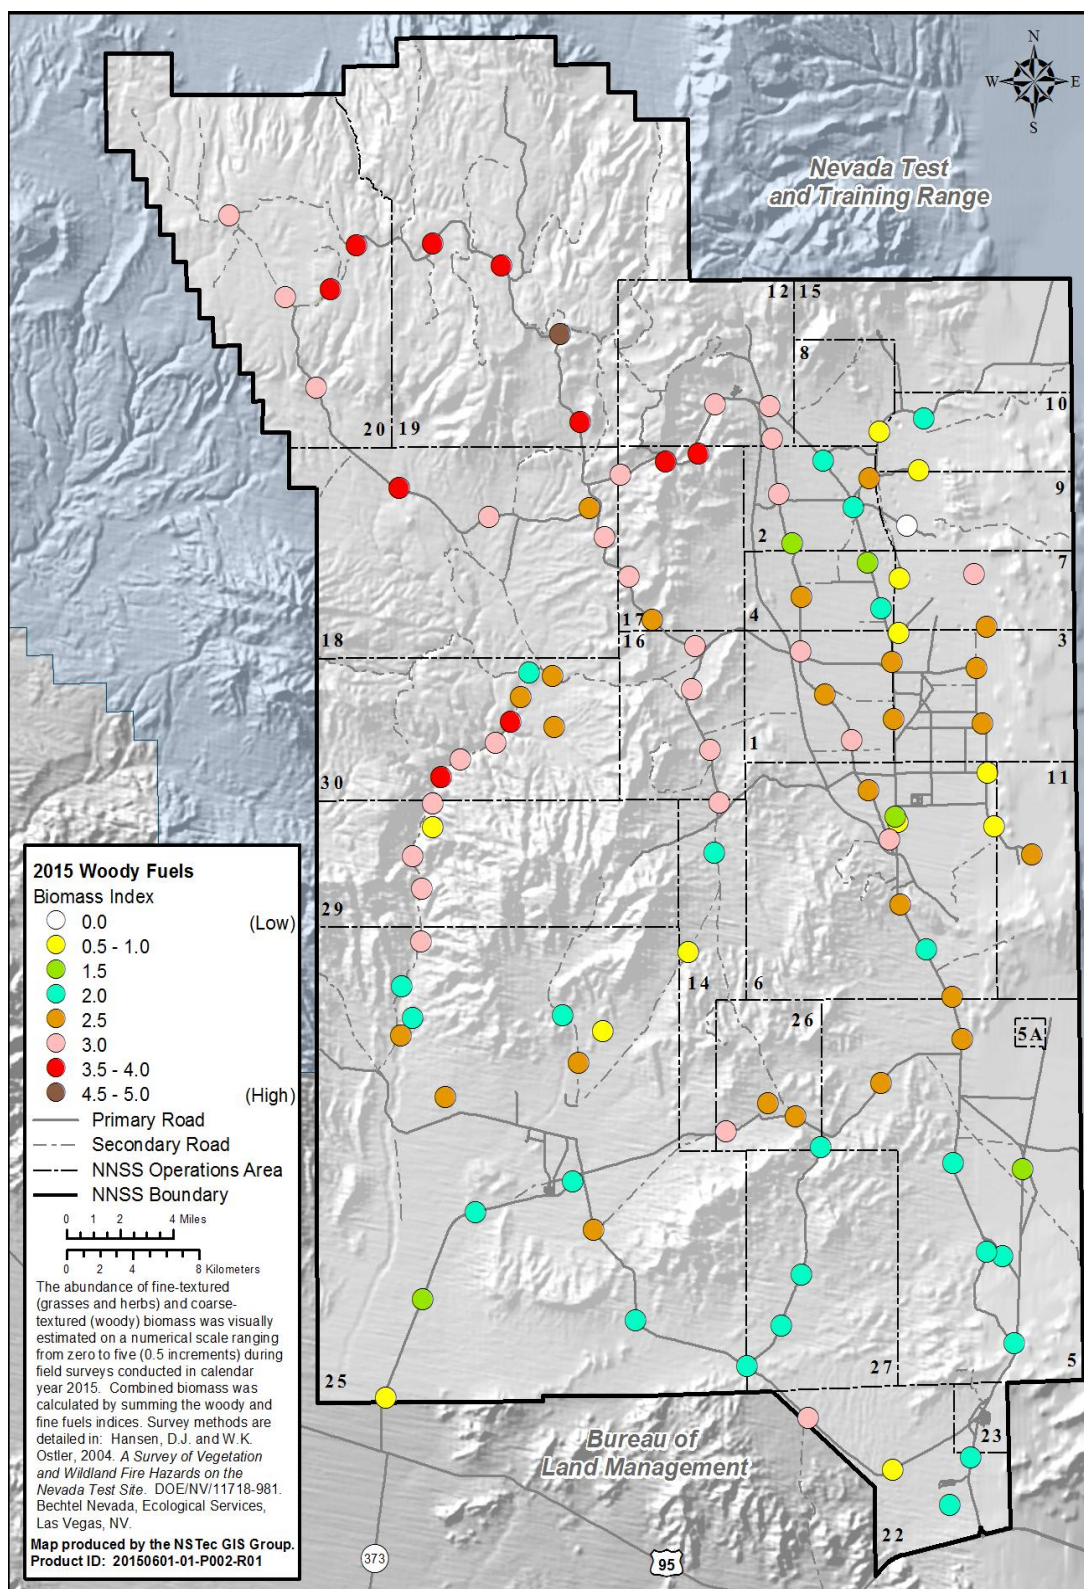 N
W E
S
Nevada Test
and Training Range
12 15
8
10
20 19
9
2
7
17
4
18
16
3
1
30
11
29
14
6
26
5A
25
27
5
23
22
Bureau of
Land Management
373
95
2015 Woody Fuels
Biomass Index
0.0 (Low)
0.5 - 1.0
1.5
2.0
2.5
3.0
3.5 - 4.0
4.5 - 5.0 (High)
Primary Road
Secondary Road
NNSS Operations Area
NNSS Boundary
0 1 2 4 Miles
0 2 4 8 Kilometers
The abundance of fine-textured
(grasses and herbs) and coarse-
textured (woody) biomass was visually
estimated on a numerical scale ranging
from zero to five (0.5 increments) during
field surveys conducted in calendar
year 2015. Combined biomass was
calculated by summing the woody and
fine fuels indices. Survey methods are
detailed in: Hansen, D.J. and W.K.
Ostler, 2004. A Survey of Vegetation
and Wildland Fire Hazards on the
Nevada Test Site. DOE/NV/11718-981.
Bechtel Nevada, Ecological Services,
Las Vegas, NV.
Map produced by the NSTec GIS Group.
Product ID: 20150601-01-P002-R01